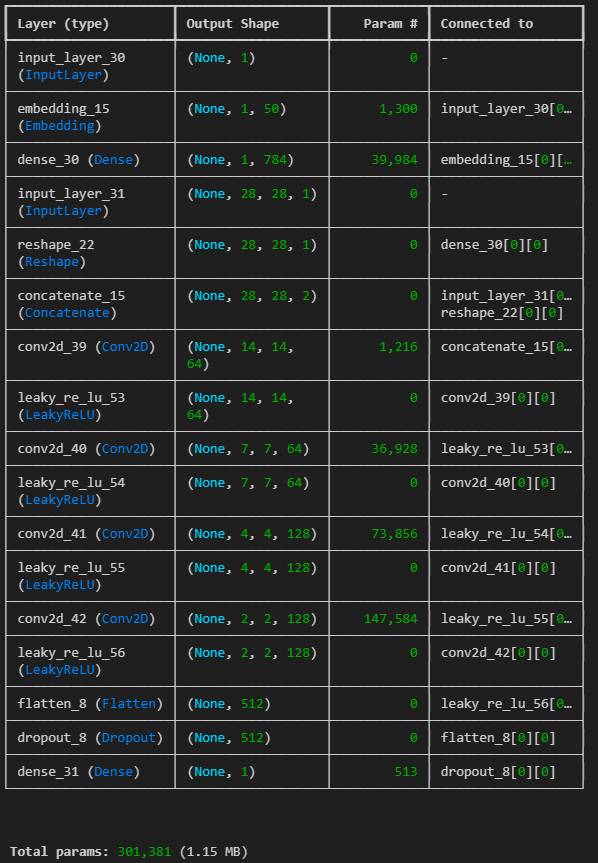 Layer (type) Output Shape Param # Connected to
input_layer_30 (None, 1) 0 -
(InputLayer)
embedding_15 (None, 1, 50) 1,300 input_layer_30[0…
(Embedding)
dense_30 (Dense) (None, 1, 784) 39,984 embedding_15[0][…
input_layer_31 (None, 28, 28, 1) 0 -
(InputLayer)
reshape_22 (None, 28, 28, 1) 0 dense_30[0][0]
(Reshape)
concatenate_15 (None, 28, 28, 2) 0 input_layer_31[0…
(Concatenate) reshape_22[0][0]
conv2d_39 (Conv2D) (None, 14, 14, 1,216 concatenate_15[0…
64)
leaky_re_lu_53 (None, 14, 14, 0 conv2d_39[0][0]
(LeakyReLU) 64)
conv2d_40 (Conv2D) (None, 7, 7, 64) 36,928 leaky_re_lu_53[0…
leaky_re_lu_54 (None, 7, 7, 64) 0 conv2d_40[0][0]
(LeakyReLU)
conv2d_41 (Conv2D) (None, 4, 4, 128) 73,856 leaky_re_lu_54[0…
leaky_re_lu_55 (None, 4, 4, 128) 0 conv2d_41[0][0]
(LeakyReLU)
conv2d_42 (Conv2D) (None, 2, 2, 128) 147,584 leaky_re_lu_55[0…
leaky_re_lu_56 (None, 2, 2, 128) 0 conv2d_42[0][0]
(LeakyReLU)
flatten_8 (Flatten) (None, 512) 0 leaky_re_lu_56[0…
dropout_8 (Dropout) (None, 512) 0 flatten_8[0][0]
dense_31 (Dense) (None, 1) 513 dropout_8[0][0]
Total params: 301,381 (1.15 MB)